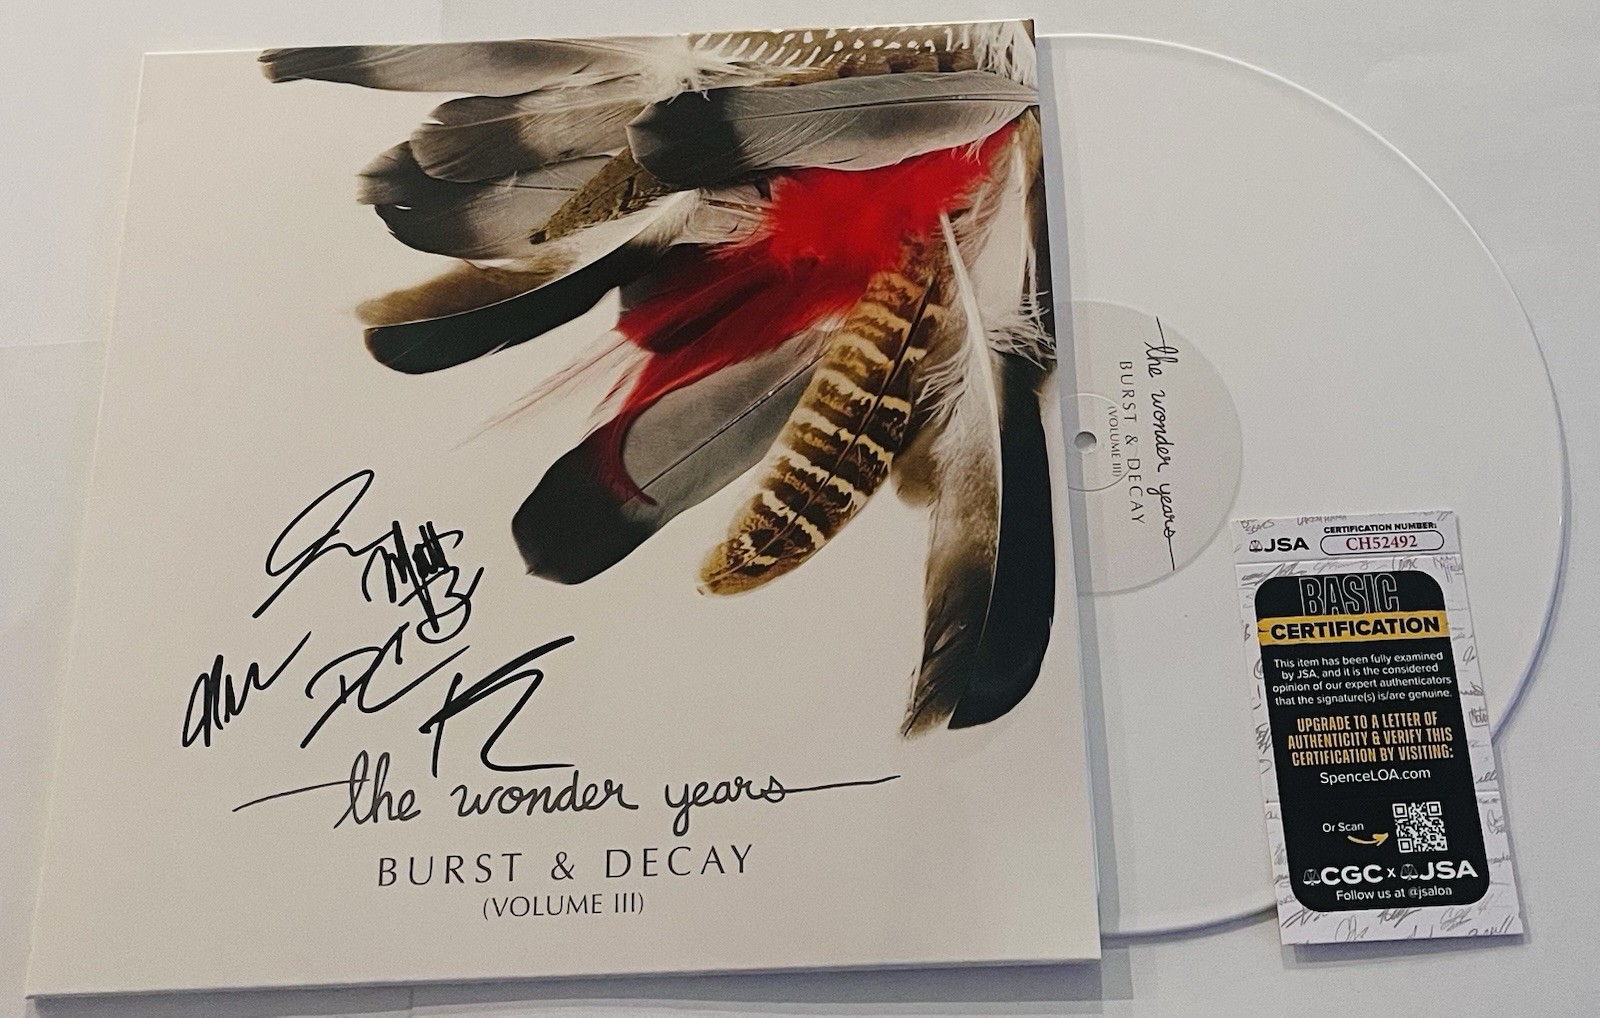 the wonder years
BURST & DECAY
(VOLUME III)
the wonder years
BURST & DECAY
(VOLUME III)
JSA
CERTIFICATION NUMBER:
CH52492
BASIC
CERTIFICATION
This item has been fully examined
by JSA, and it is the considered
opinion of our expert authenticators
that the signature(s) is/are genuine.
UPGRADE TO A LETTER OF
AUTHENTICITY & VERIFY THIS
CERTIFICATION BY VISITING:
SpenceLOA.com
Or Scan
CGC x JSA
Follow us at @jsaloa